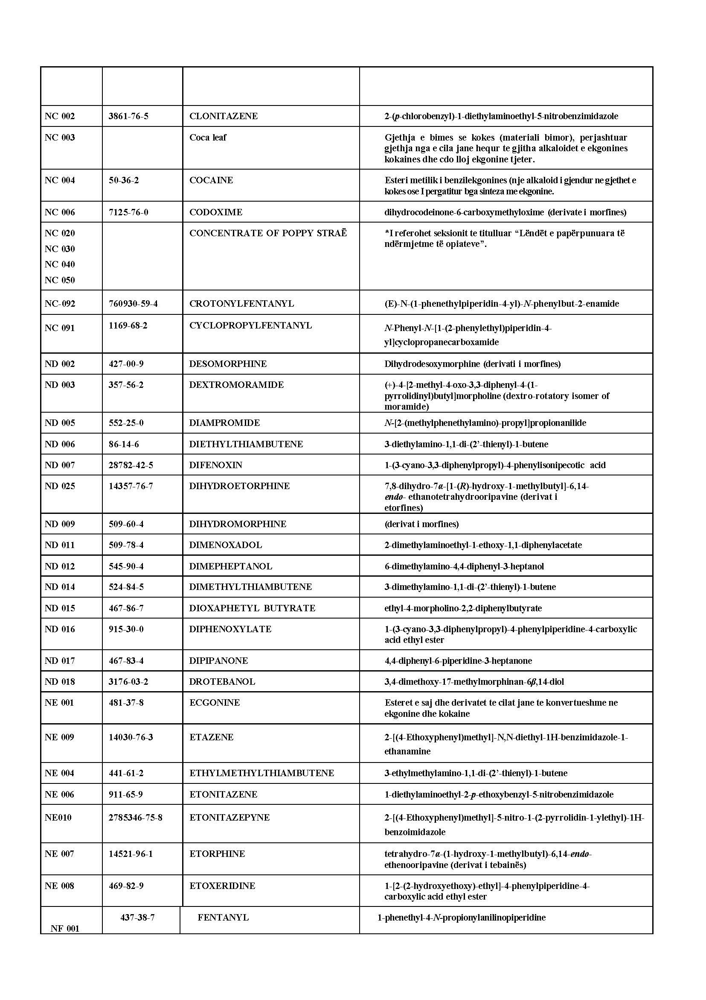 NC 002 3861-76-5 CLONITAZENE 2-(p-chlorobenzyl)-1-diethylaminoethyl-5-nitrobenzimidazole
NC 003 Coca leaf Gjethja e bimes se kokes (materiali bimor), perjashtuar
gjethja nga e cila jane hequr te gjitha alkaloidet e ekgonines
kokaines dhe cdo lloj ekgonine tjeter.
NC 004 50-36-2 COCAINE Esteri metilik i benzilekgonines (nje alkaloid i gjendur ne gjethet e
kokes ose I pergatitur bga sinteza me ekgonine.
NC 006 7125-76-0 CODOXIME dihydrocodeinone-6-carboxymethyloxime (derivate i morfines)
NC 020 CONCENTRATE OF POPPY STRAË *I referohet seksionit te titulluar “Lëndët e papërpunuara të
ndërmjetme të opiateve”.
NC 030
NC 040
NC 050
NC-092 760930-59-4 CROTONYLFENTANYL (E)-N-(1-phenethylpiperidin-4-yl)-N-phenylbut-2-enamide
NC 091 1169-68-2 CYCLOPROPYLFENTANYL N-Phenyl-N-[1-(2-phenylethyl)piperidin-4-
yl]cyclopropanecarboxamide
ND 002 427-00-9 DESOMORPHINE Dihydrodesoxymorphine (derivati i morfines)
ND 003 357-56-2 DEXTROMORAMIDE (+)-4-[2-methyl-4-oxo-3,3-diphenyl-4-(1-
pyrrolidinyl)butyl]morpholine (dextro-rotatory isomer of
moramide)
ND 005 552-25-0 DIAMPROMIDE N-[2-(methylphenethylamino)-propyl]propionanilide
ND 006 86-14-6 DIETHYLTHIAMBUTENE 3-diethylamino-1,1-di-(2’-thienyl)-1-butene
ND 007 28782-42-5 DIFENOXIN 1-(3-cyano-3,3-diphenylpropyl)-4-phenylisonipecotic acid
ND 025 14357-76-7 DIHYDROETORPHINE 7,8-dihydro-7α-[1-(R)-hydroxy-1-methylbutyl]-6,14-
endo- ethanotetrahydrooripavine (derivat i
etorfines)
ND 009 509-60-4 DIHYDROMORPHINE (derivat i morfines)
ND 011 509-78-4 DIMENOXADOL 2-dimethylaminoethyl-1-ethoxy-1,1-diphenylacetate
ND 012 545-90-4 DIMEPHEPTANOL 6-dimethylamino-4,4-diphenyl-3-heptanol
ND 014 524-84-5 DIMETHYLTHIAMBUTENE 3-dimethylamino-1,1-di-(2’-thienyl)-1-butene
ND 015 467-86-7 DIOXAPHETYL BUTYRATE ethyl-4-morpholino-2,2-diphenylbutyrate
ND 016 915-30-0 DIPHENOXYLATE 1-(3-cyano-3,3-diphenylpropyl)-4-phenylpiperidine-4-carboxylic
acid ethyl ester
ND 017 467-83-4 DIPIPANONE 4,4-diphenyl-6-piperidine-3-heptanone
ND 018 3176-03-2 DROTEBANOL 3,4-dimethoxy-17-methylmorphinan-6β,14-diol
NE 001 481-37-8 ECGONINE Esteret e saj dhe derivatet te cilat jane te konvertueshme ne
ekgonine dhe kokaine
NE 009 14030-76-3 ETAZENE 2-[(4-Ethoxyphenyl)methyl]-N,N-diethyl-1H-benzimidazole-1-
ethanamine
NE 004 441-61-2 ETHYLMETHYLTHIAMBUTENE 3-ethylmethylamino-1,1-di-(2’-thienyl)-1-butene
NE 006 911-65-9 ETONITAZENE 1-diethylaminoethyl-2-p-ethoxybenzyl-5-nitrobenzimidazole
NE010 2785346-75-8 ETONITAZEPYNE 2-[(4-Ethoxyphenyl)methyl]-5-nitro-1-(2-pyrrolidin-1-ylethyl)-1H-
benzoimidazole
NE 007 14521-96-1 ETORPHINE tetrahydro-7α-(1-hydroxy-1-methylbutyl)-6,14-endo-
ethenooripavine (derivat i tebainës)
NE 008 469-82-9 ETOXERIDINE 1-[2-(2-hydroxyethoxy)-ethyl]-4-phenylpiperidine-4-
carboxylic acid ethyl ester
437-38-7 FENTANYL 1-phenethyl-4-N-propionylanilinopiperidine
NF 001